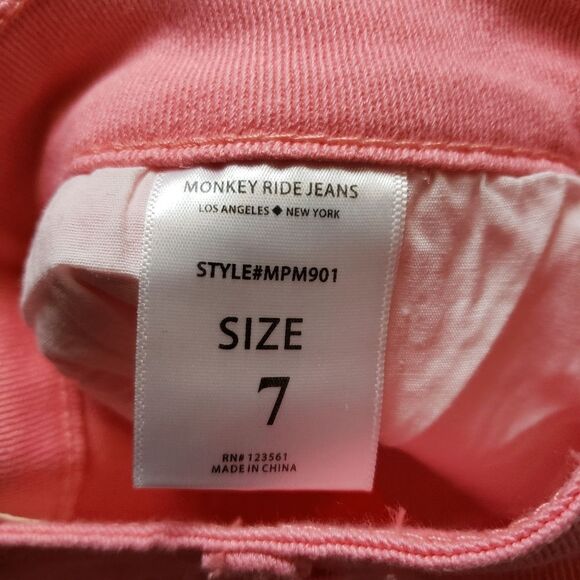 MONKEY RIDE JEANS
LOS ANGELES ◆ NEW YORK
STYLE#MPM901
SIZE
7
RN# 123561
MADE IN CHINA